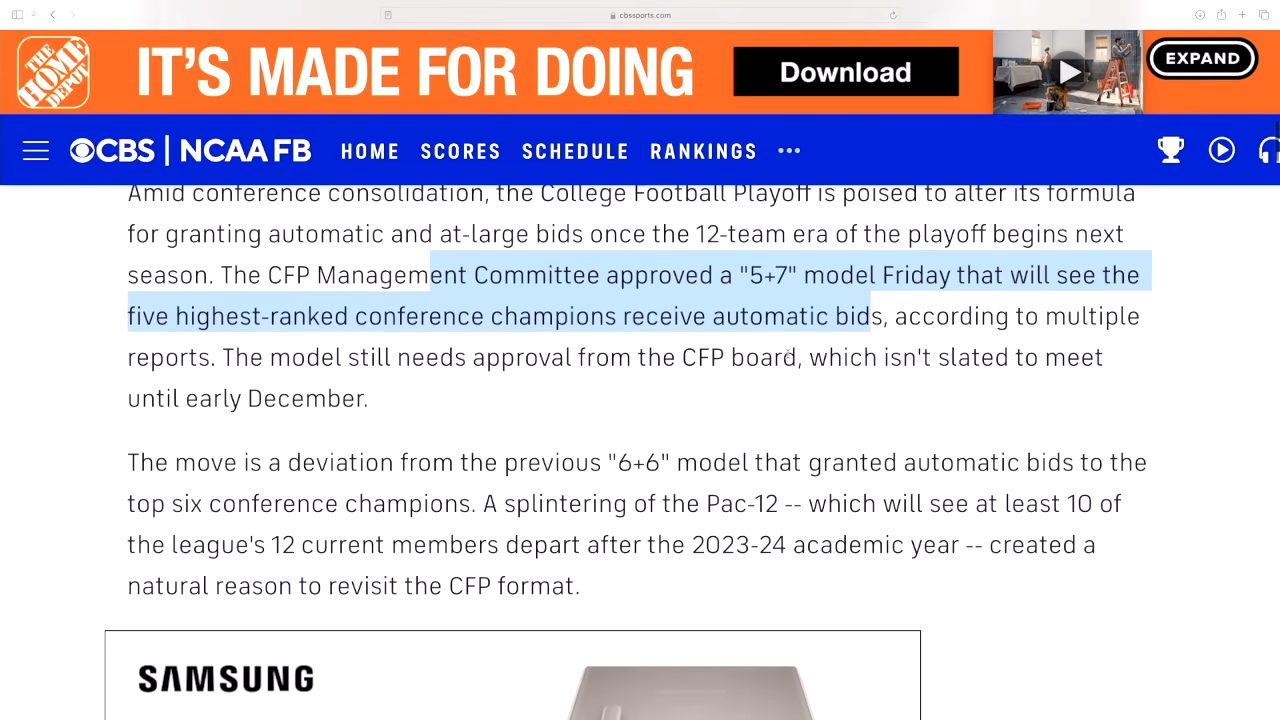 cbssports.com
THE HOME DEPOT
IT'S MADE FOR DOING
Download
EXPAND
CBS | NCAA FB HOME SCORES SCHEDULE RANKINGS
Amid conference consolidation, the College Football Playoff is poised to alter its formula
for granting automatic and at-large bids once the 12-team era of the playoff begins next
season. The CFP Management Committee approved a "5+7" model Friday that will see the
five highest-ranked conference champions receive automatic bids, according to multiple
reports. The model still needs approval from the CFP board, which isn't slated to meet
until early December.
The move is a deviation from the previous "6+6" model that granted automatic bids to the
top six conference champions. A splintering of the Pac-12 -- which will see at least 10 of
the league's 12 current members depart after the 2023-24 academic year -- created a
natural reason to revisit the CFP format.
SAMSUNG